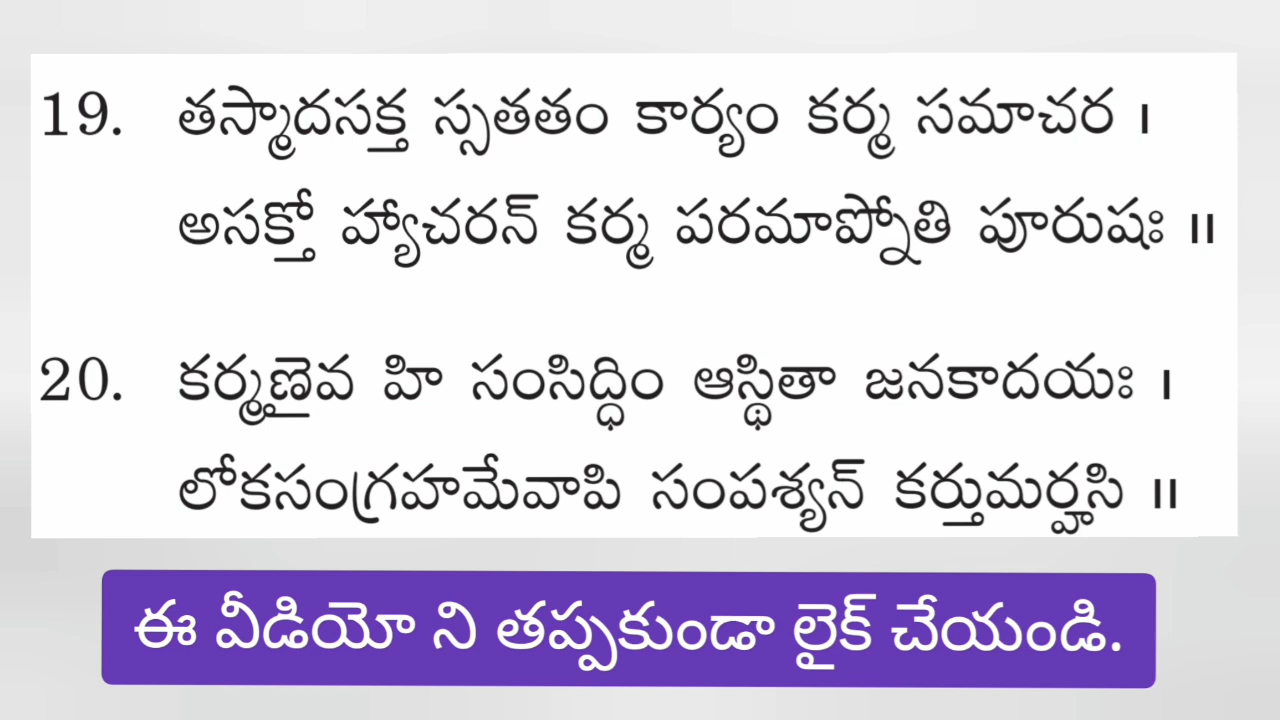 19. తస్మాదసక్త స్సతతం కార్యం కర్మ సమాచర ।
అసక్తో హ్యాచరన్ కర్మ పరమాప్నోతి పూరుషః ॥
20. కర్మణైవ హి సంసిద్ధిం ఆస్థితా జనకాదయః ।
లోకసంగ్రహమేవాపి సంపశ్యన్ కర్తుమర్హసి ॥
ఈ వీడియో ని తప్పకుండా లైక్ చేయండి.